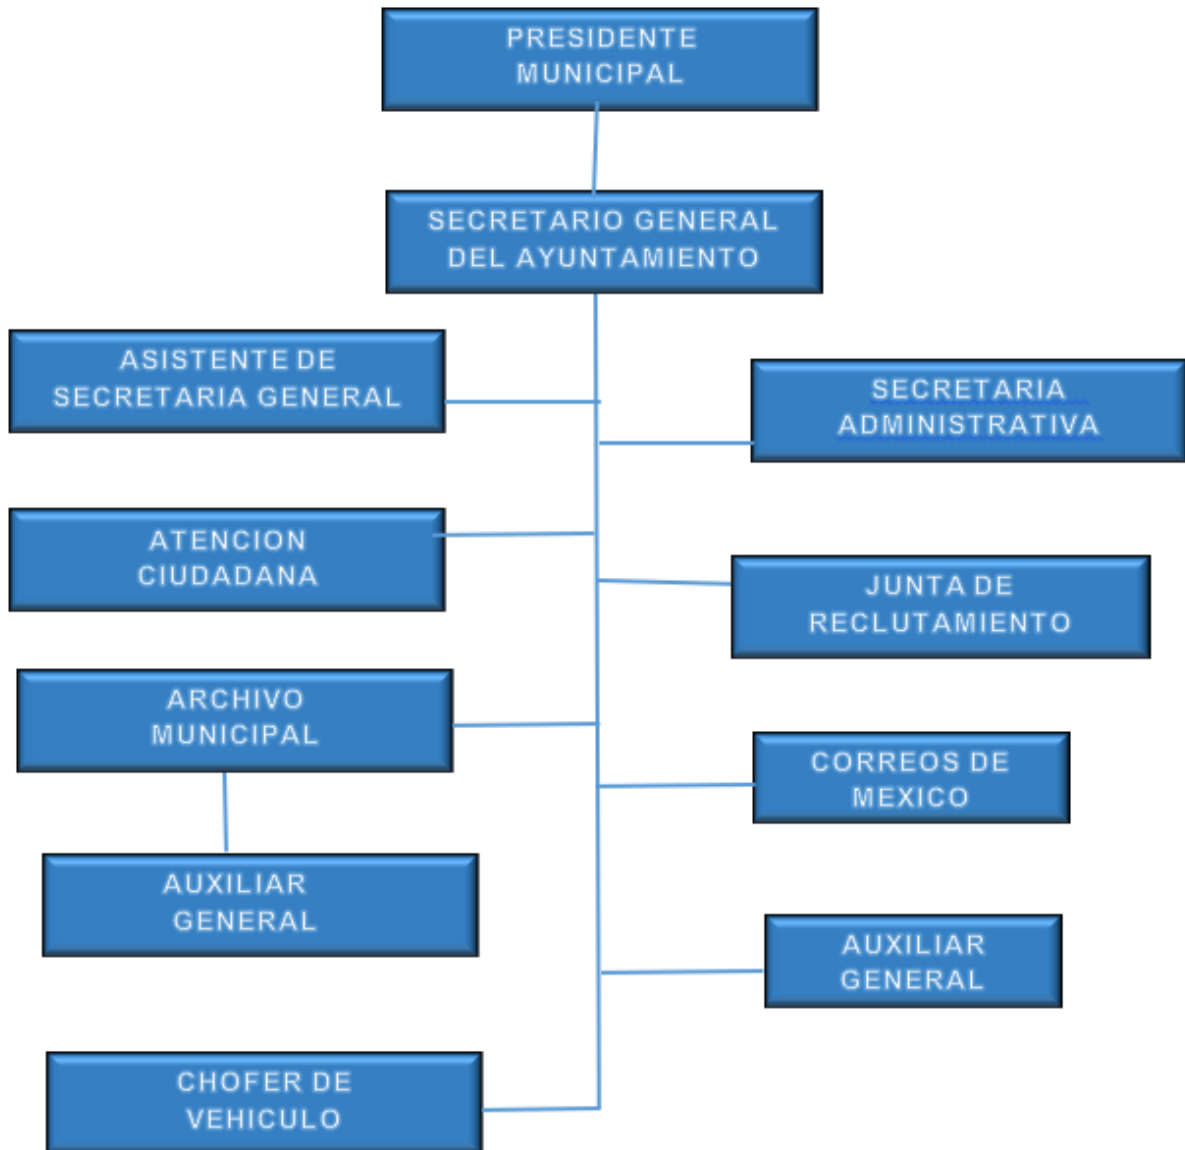 PRESIDENTE
MUNICIPAL
SECRETARIO GENERAL
DEL AYUNTAMIENTO
ASISTENTE DE
SECRETARIA GENERAL
SECRETARIA
ADMINISTRATIVA
ATENCION
CIUDADANA
JUNTA DE
RECLUTAMIENTO
ARCHIVO
MUNICIPAL
CORREOS DE
MEXICO
AUXILIAR
GENERAL
AUXILIAR
GENERAL
CHOFER DE
VEHICULO